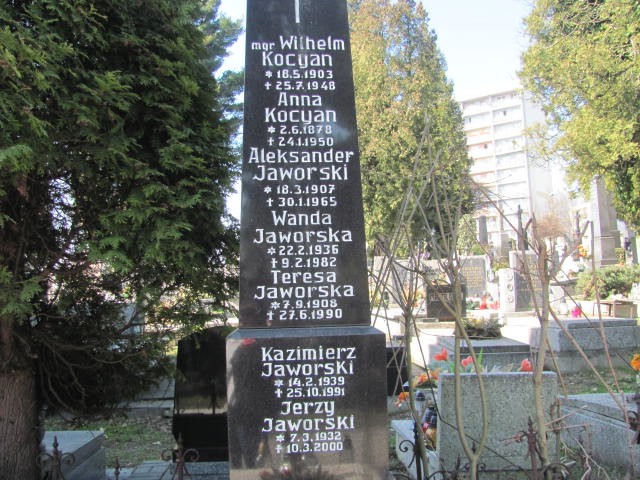 mgr Wilhelm
Kocyan
* 18.5.1903
† 25.7.1948
Anna
Kocyan
* 2.6.1878
† 24.1.1950
Aleksander
Jaworski
* 18.3.1907
† 30.1.1965
Wanda
Jaworska
* 22.2.1936
† 9.2.1982
Teresa
Jaworska
* 7.9.1908
† 27.6.1990
Kazimierz
Jaworski
* 14.2.1939
† 25.10.1991
Jerzy
Jaworski
* 7.3.1932
† 10.3.2000